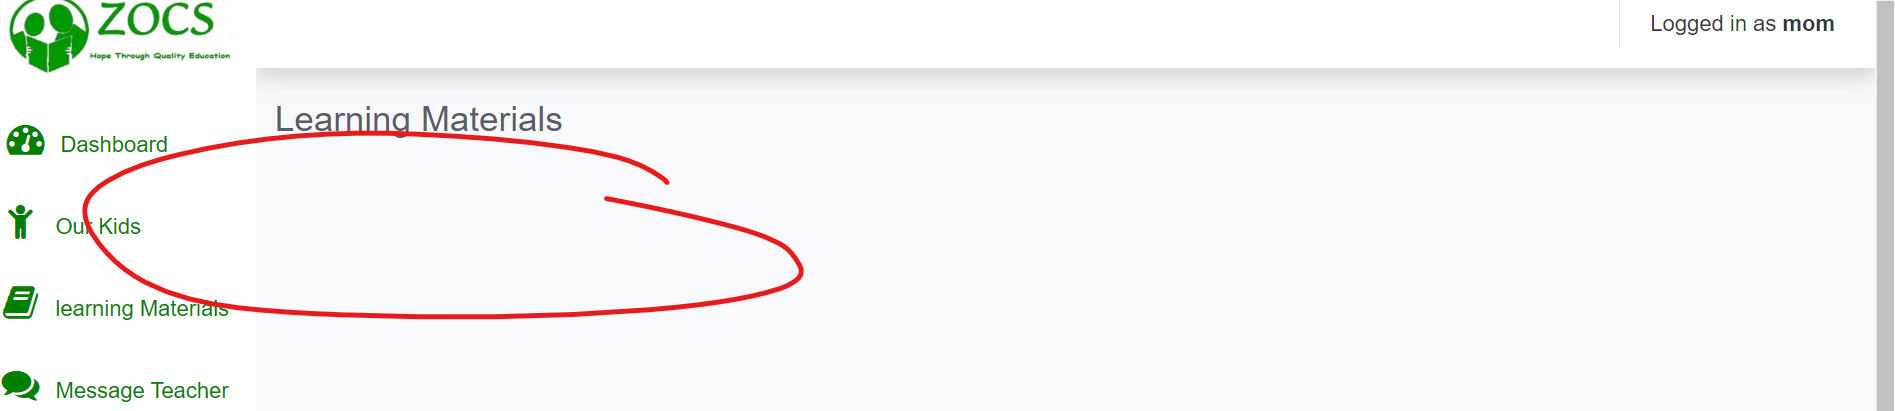 ZOCS
Hope Through Quality Education
Logged in as mom
Learning Materials
Dashboard
Our Kids
learning Materials
Message Teacher